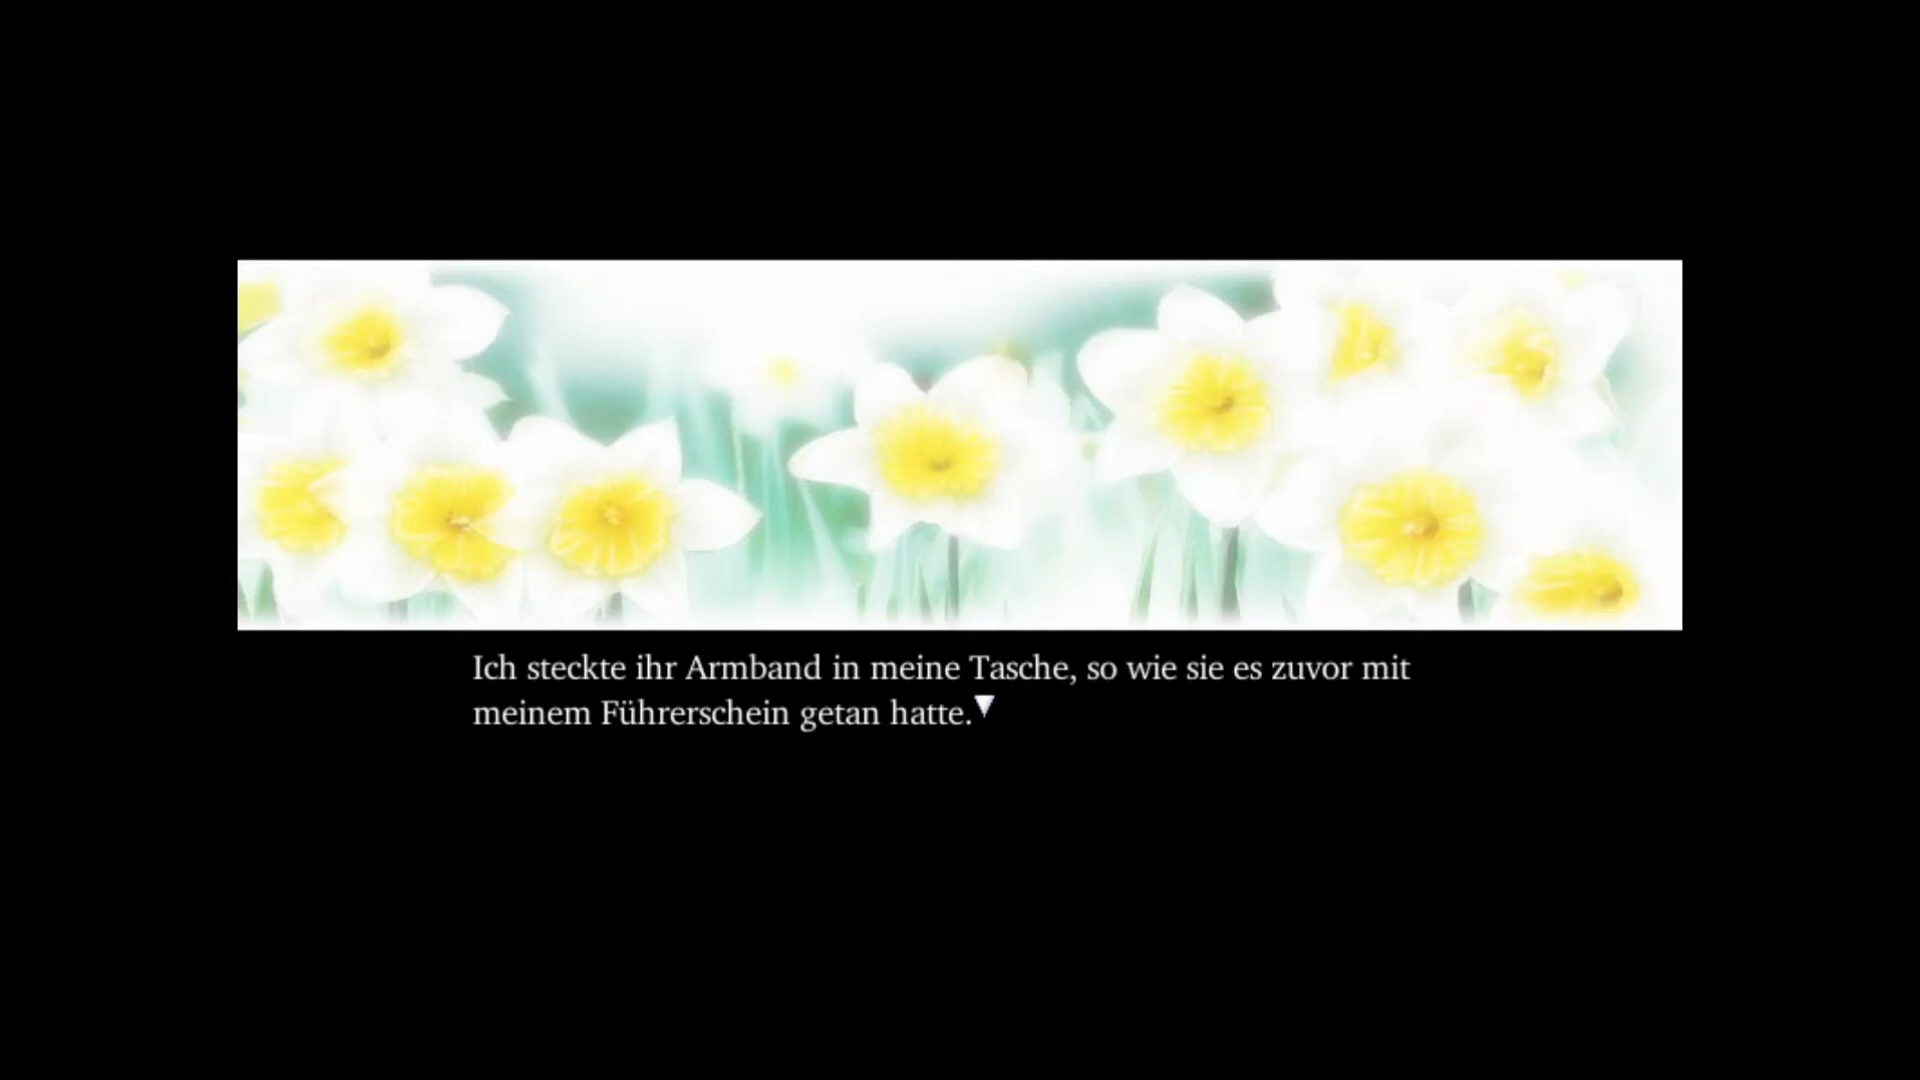 Ich steckte ihr Armband in meine Tasche, so wie sie es zuvor mit
meinem Führerschein getan hatte.